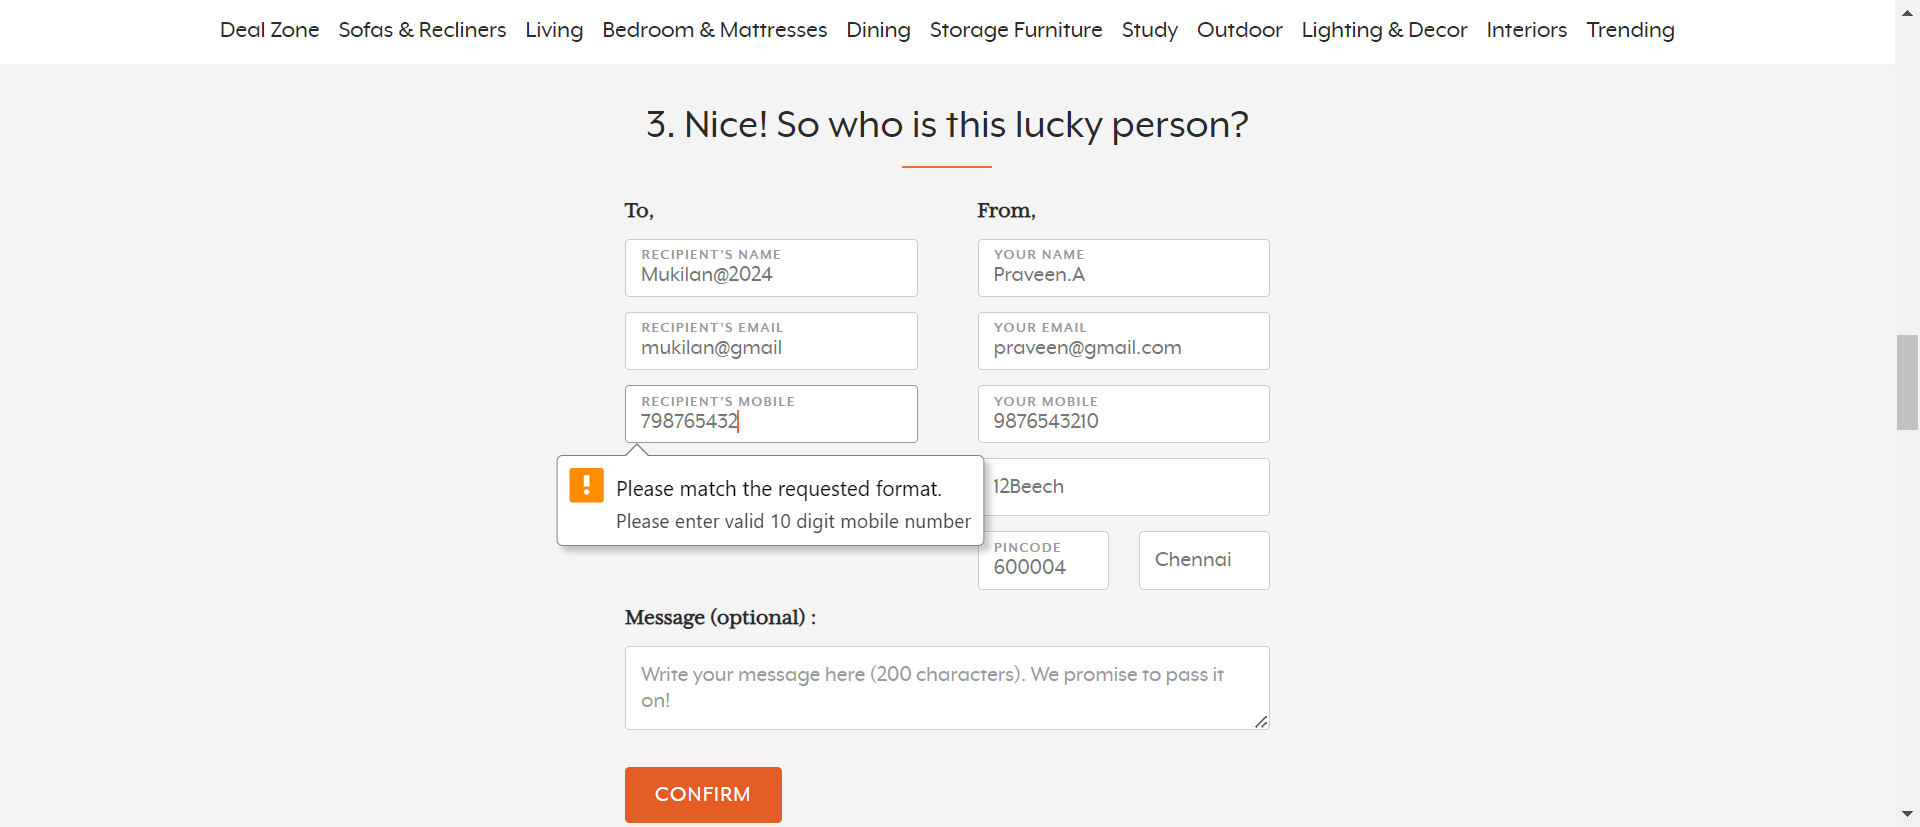 Deal Zone Sofas & Recliners Living Bedroom & Mattresses Dining Storage Furniture Study Outdoor Lighting & Decor Interiors Trending
3. Nice! So who is this lucky person?
To,
RECIPIENT'S NAME
Mukilan@2024
RECIPIENT'S EMAIL
mukilan@gmail
RECIPIENT'S MOBILE
798765432
Please match the requested format.
Please enter valid 10 digit mobile number
From,
YOUR NAME
Praveen.A
YOUR EMAIL
praveen@gmail.com
YOUR MOBILE
9876543210
12Beech
PINCODE
600004
Chennai
Message (optional) :
Write your message here (200 characters). We promise to pass it
on!
CONFIRM